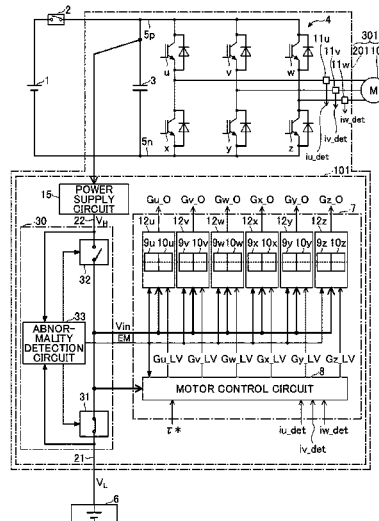 2
5p
4
301
11u
20110
11v
11w
u
v
w
1
3
M
iw_det
iv_det
iu_det
x
y
z
5n
101
15
POWER
SUPPLY
CIRCUIT
22
VH
30
Gu_O Gv_O Gw_O Gx_O Gy_O Gz_O
7
12u 12v 12w 12x 12y 12z
9u 10u 9v 10v 9w 10w 9x 10x 9y 10y 9z 10z
32
33
Vin
EM
ABNOR-
MALITY
DETECTION
CIRCUIT
Gu_LV Gv_LV Gw_LV Gx_LV Gy_LV Gz_LV
8
MOTOR CONTROL CIRCUIT
31
τ*
iu_det
iw_det
iv_det
21
VL
6